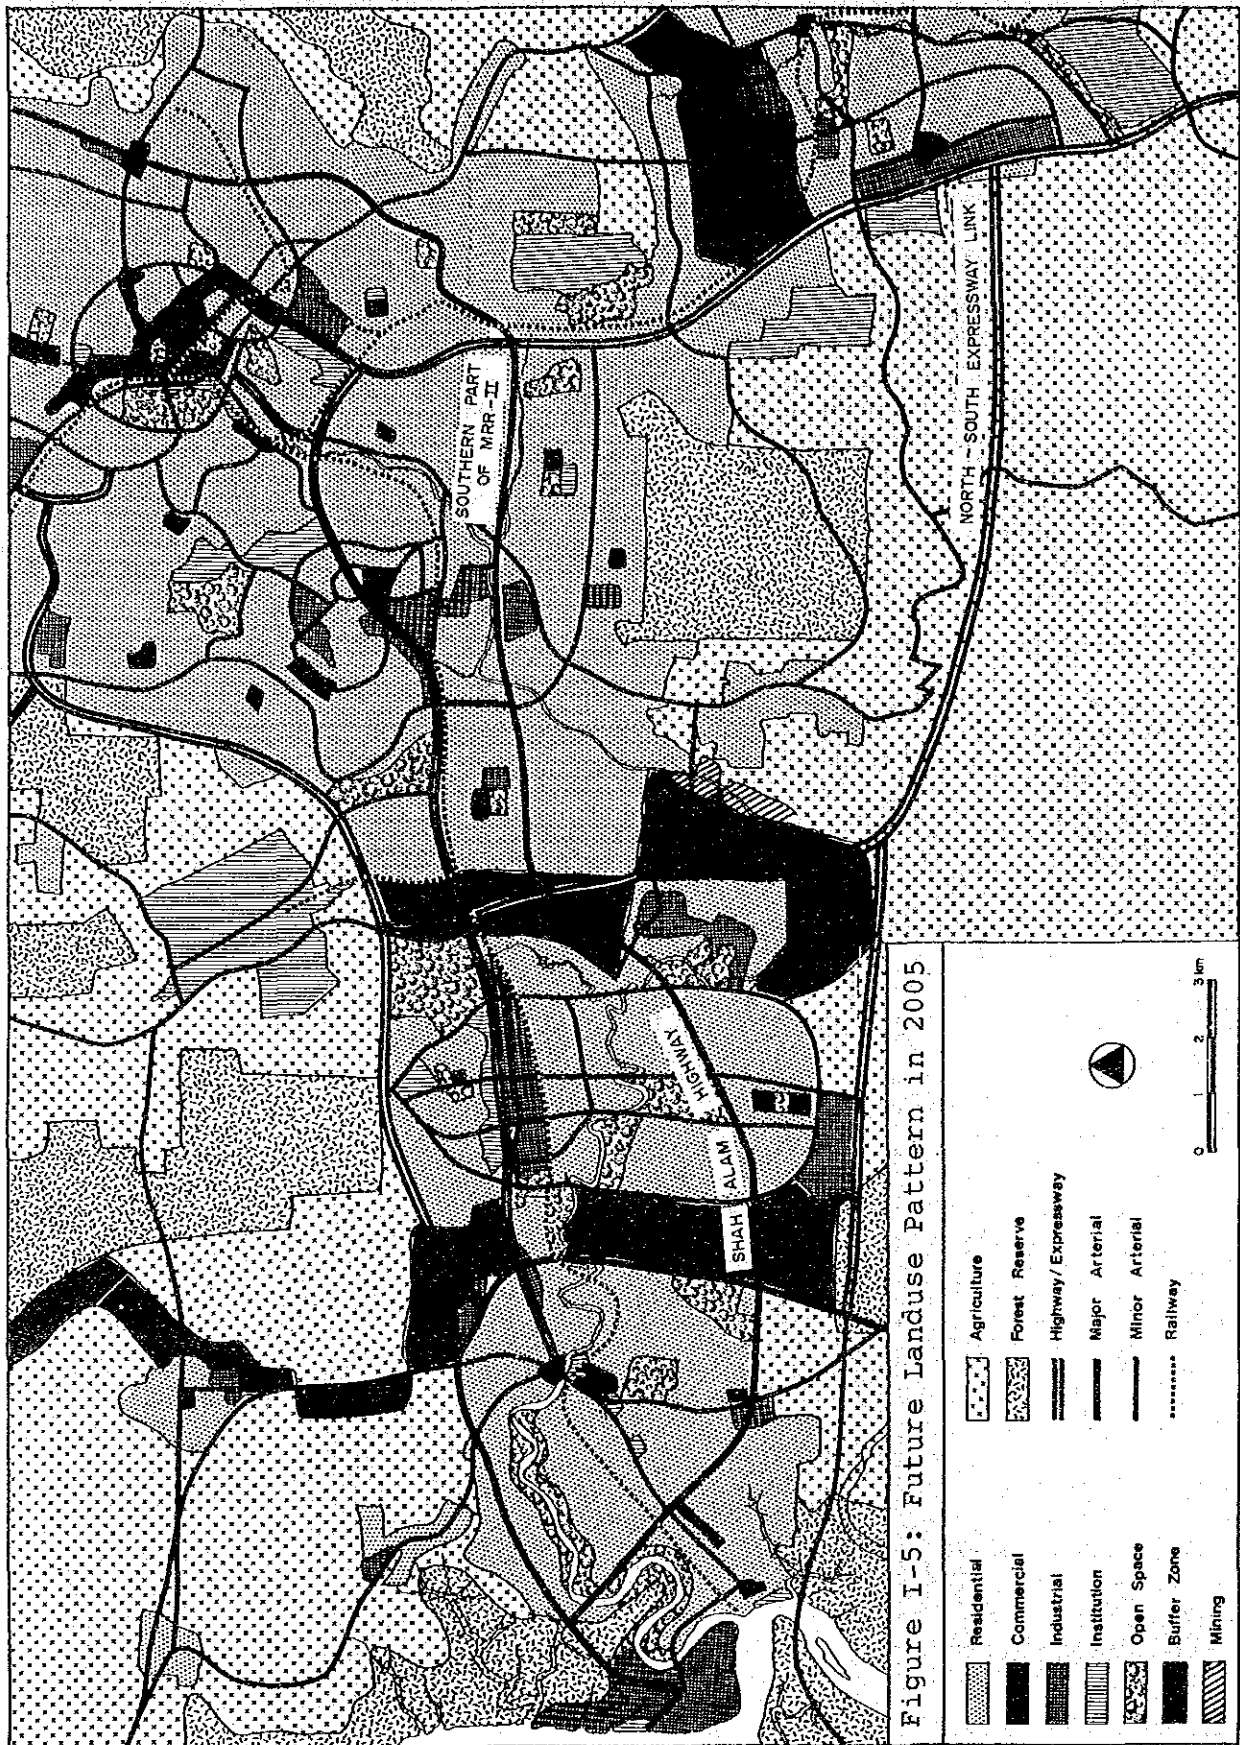 SOUTHERN PART
OF MRR-II
NORTH-SOUTH EXPRESSWAY LINK
SHAH ALAM HIGHWAY
Figure I-5: Future Landuse Pattern in 2005
Residential
Commercial
Industrial
Institution
Open Space
Buffer Zone
Mining
Agriculture
Forest Reserve
Highway/Expressway
Major Arterial
Minor Arterial
Railway
0 1 2 3 km